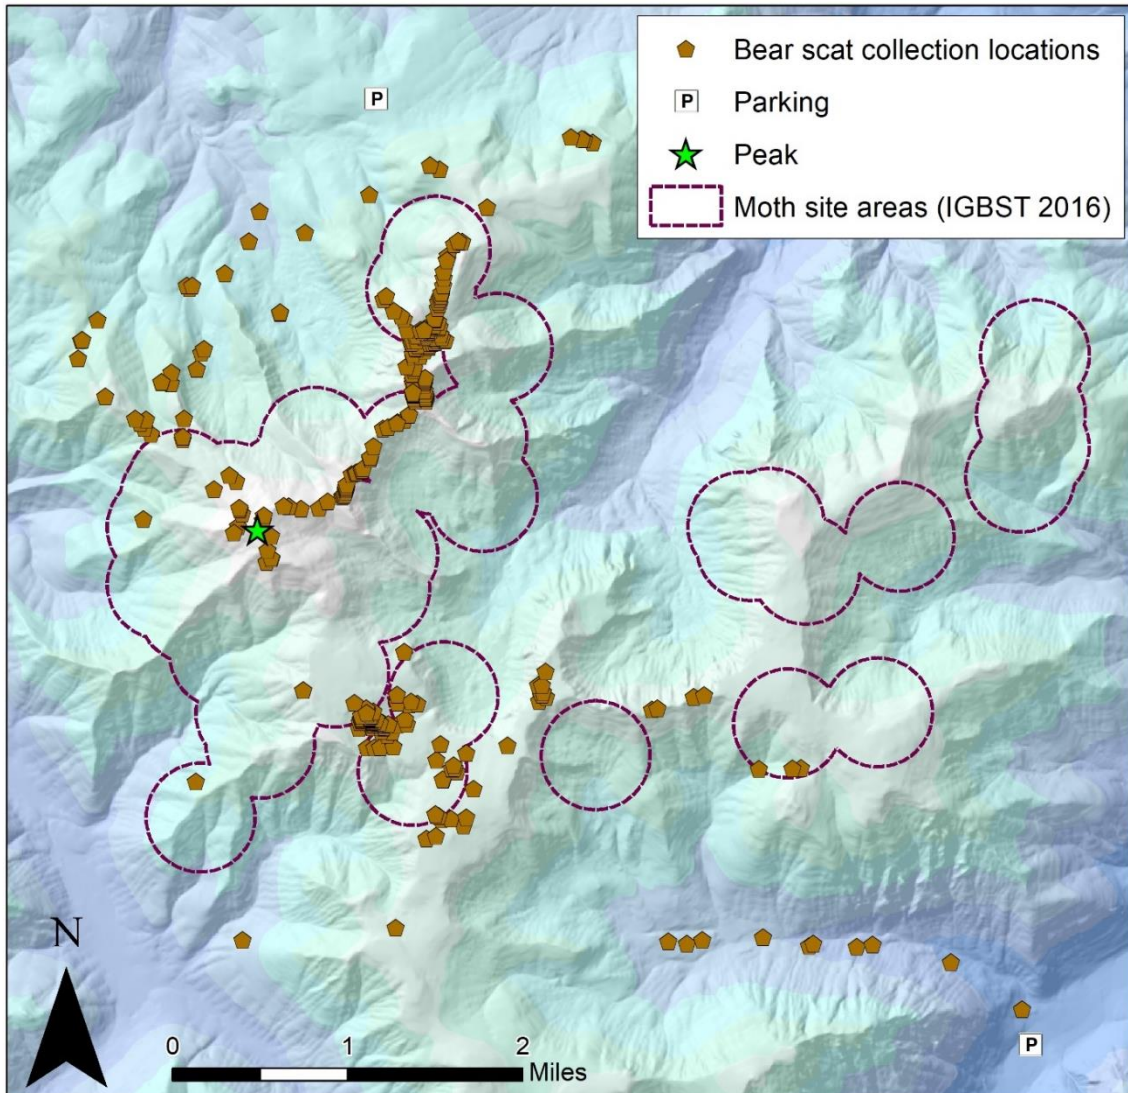 P
Bear scat collection locations
P Parking
Peak
Moth site areas (IGBST 2016)
N
0 1 2
Miles
P